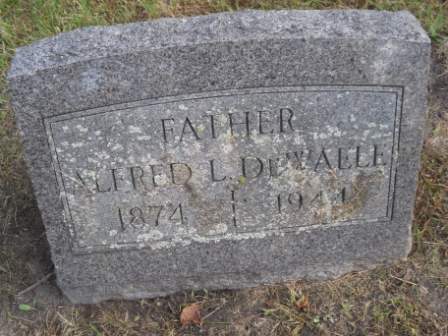 FATHER
ALFRED L. DEWALLE
1874 1944